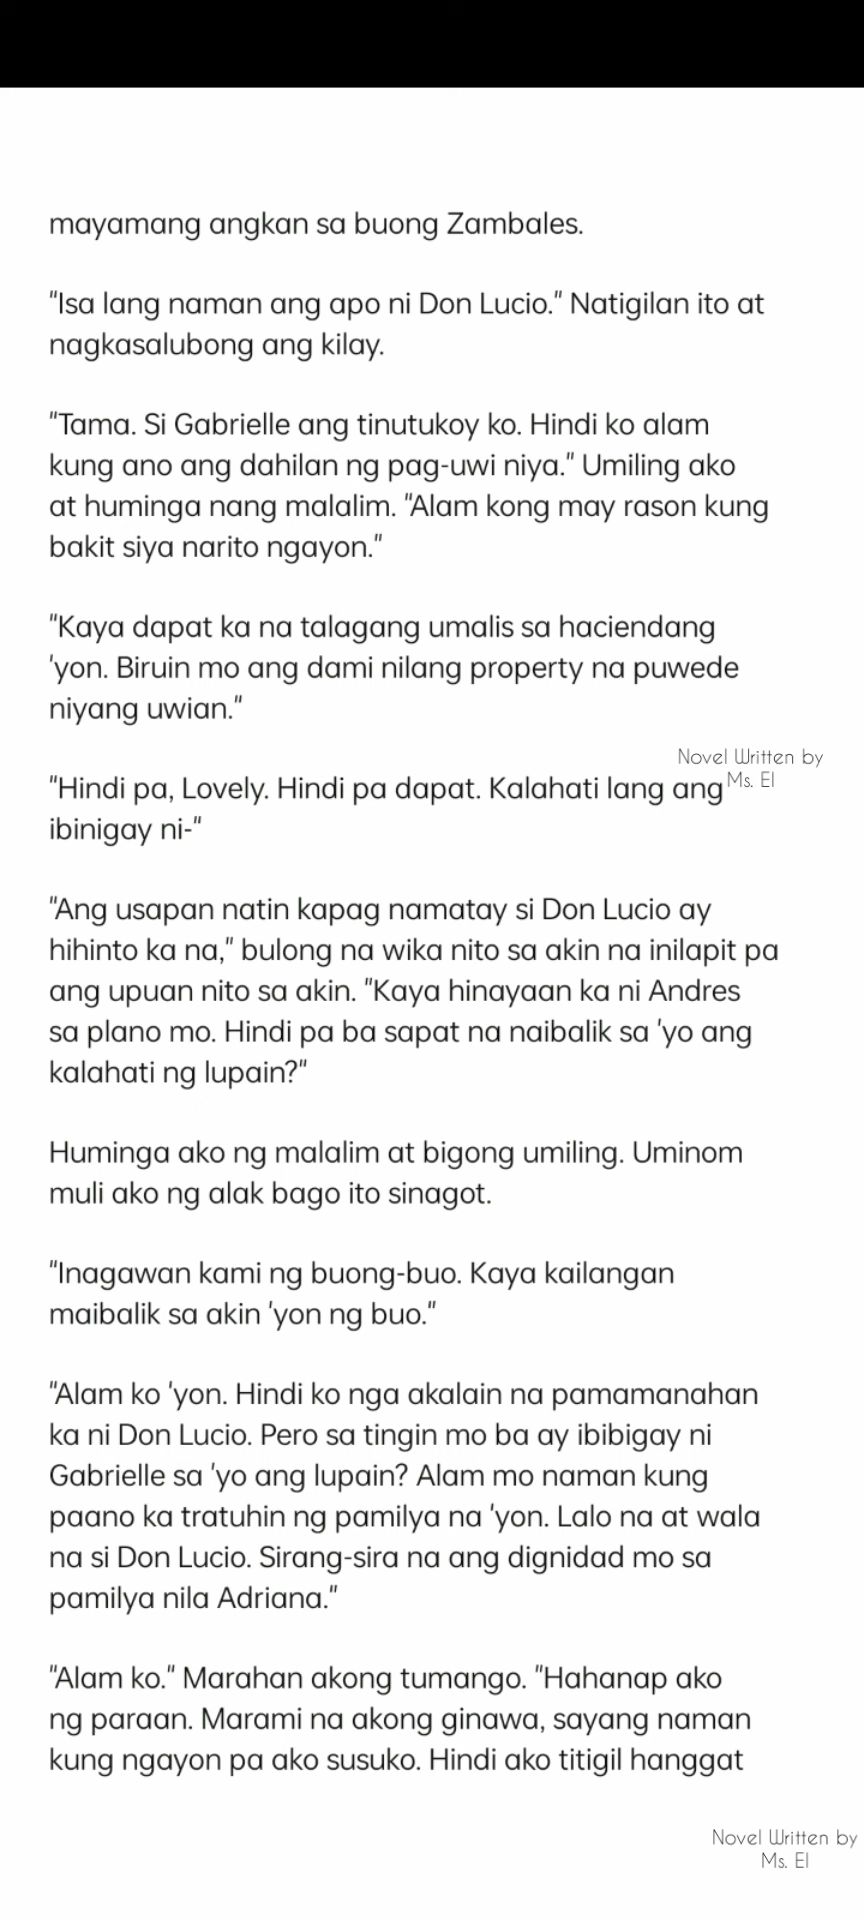 mayamang angkan sa buong Zambales.
"Isa lang naman ang apo ni Don Lucio." Natigilan ito at
nagkasalubong ang kilay.
"Tama. Si Gabrielle ang tinutukoy ko. Hindi ko alam
kung ano ang dahilan ng pag-uwi niya." Umiling ako
at huminga nang malalim. "Alam kong may rason kung
bakit siya narito ngayon."
"Kaya dapat ka na talagang umalis sa haciendang
'yon. Biruin mo ang dami nilang property na puwede
niyang uwian."
Novel Written by
Ms. El
"Hindi pa, Lovely. Hindi pa dapat. Kalahati lang ang
ibinigay ni-"
"Ang usapan natin kapag namatay si Don Lucio ay
hihinto ka na," bulong na wika nito sa akin na inilapit pa
ang upuan nito sa akin. "Kaya hinayaan ka ni Andres
sa plano mo. Hindi pa ba sapat na naibalik sa 'yo ang
kalahati ng lupain?"
Huminga ako ng malalim at bigong umiling. Uminom
muli ako ng alak bago ito sinagot.
"Inagawan kami ng buong-buo. Kaya kailangan
maibalik sa akin 'yon ng buo."
"Alam ko 'yon. Hindi ko nga akalain na pamamanahan
ka ni Don Lucio. Pero sa tingin mo ba ay ibibigay ni
Gabrielle sa 'yo ang lupain? Alam mo naman kung
paano ka tratuhin ng pamilya na 'yon. Lalo na at wala
na si Don Lucio. Sirang-sira na ang dignidad mo sa
pamilya nila Adriana."
"Alam ko." Marahan akong tumango. "Hahanap ako
ng paraan. Marami na akong ginawa, sayang naman
kung ngayon pa ako susuko. Hindi ako titigil hanggat
Novel Written by
Ms. El